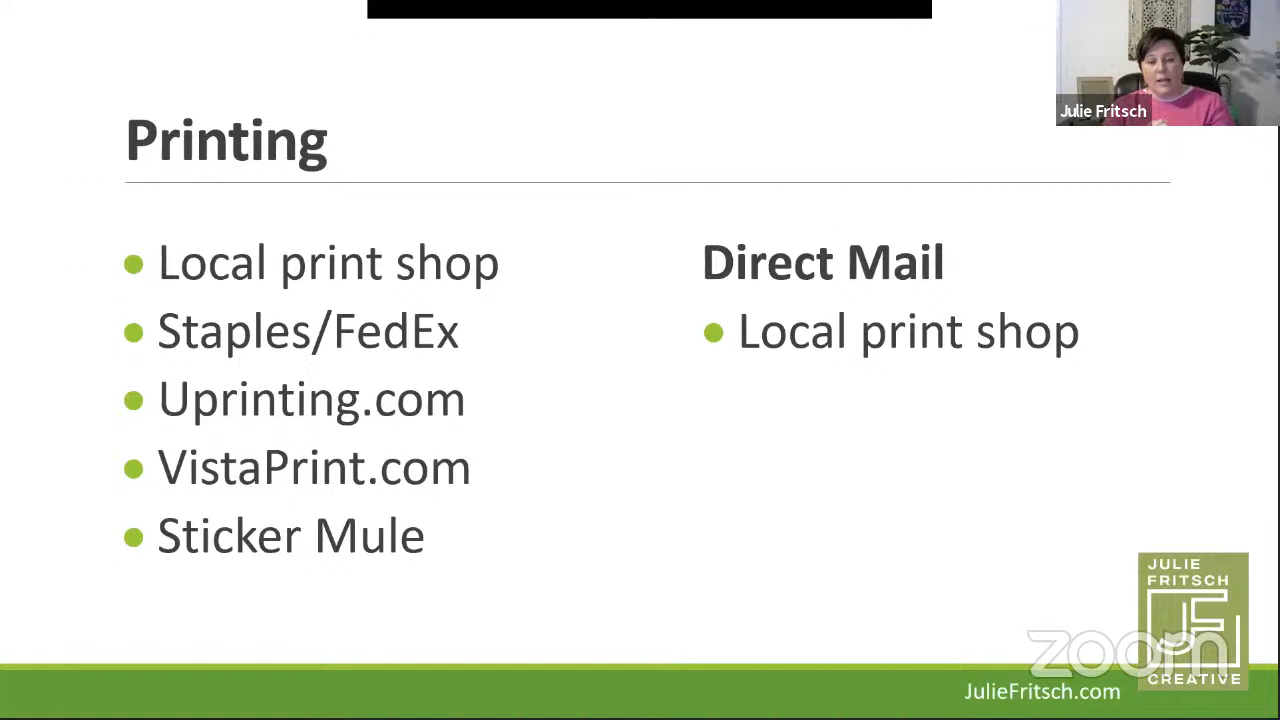 Julie Fritsch
Printing
Local print shop
Staples/FedEx
Uprinting.com
VistaPrint.com
Sticker Mule
Direct Mail
Local print shop
JULIE
FRITSCH
JF
CREATIVE
zoom
JulieFritsch.com